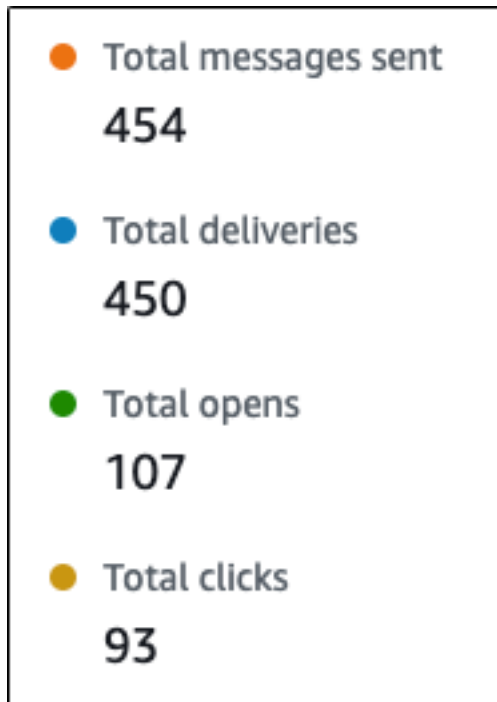 Total messages sent
454
Total deliveries
450
Total opens
107
Total clicks
93